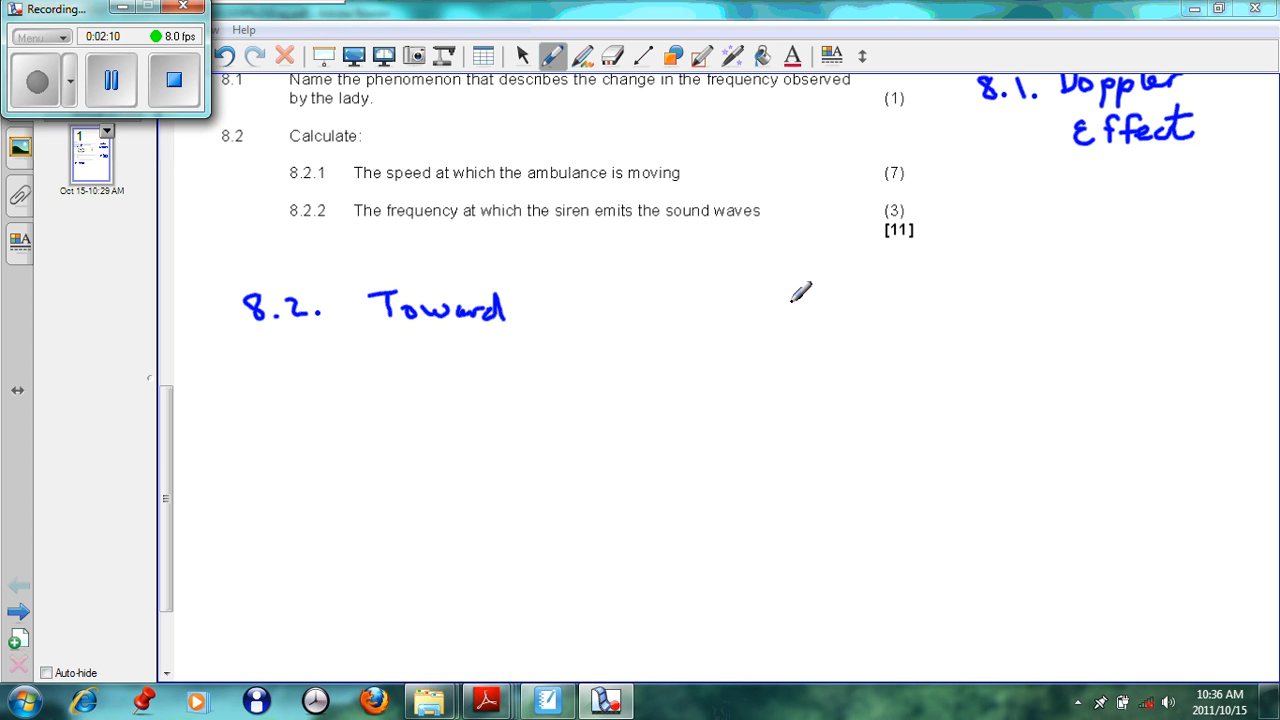 Recording...
Menu...
0:02:10
8.0 fps
Help
8.1 Name the phenomenon that describes the change in the frequency observed
by the lady. (1)
8.2 Calculate:
8.2.1 The speed at which the ambulance is moving (7)
8.2.2 The frequency at which the siren emits the sound waves (3)
[11]
8.1. Doppler
Effect
8.2. Toward
1
Oct 15-10:29 AM
Auto-hide
10:36 AM
2011/10/15